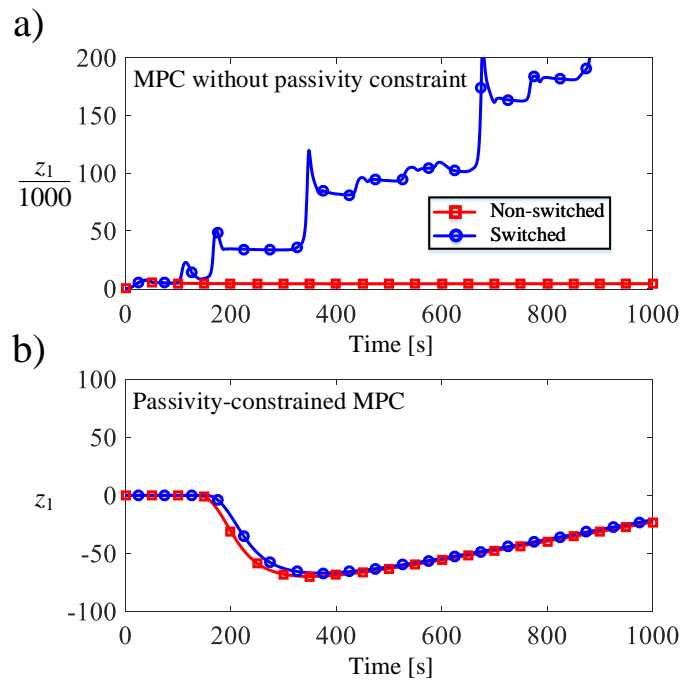 a)
200
MPC without passivity constraint
150
z1
1000
100
Non-switched
Switched
50
0
0 200 400 600 800 1000
Time [s]
b)
100
Passivity-constrained MPC
50
z1
0
-50
-100
0 200 400 600 800 1000
Time [s]